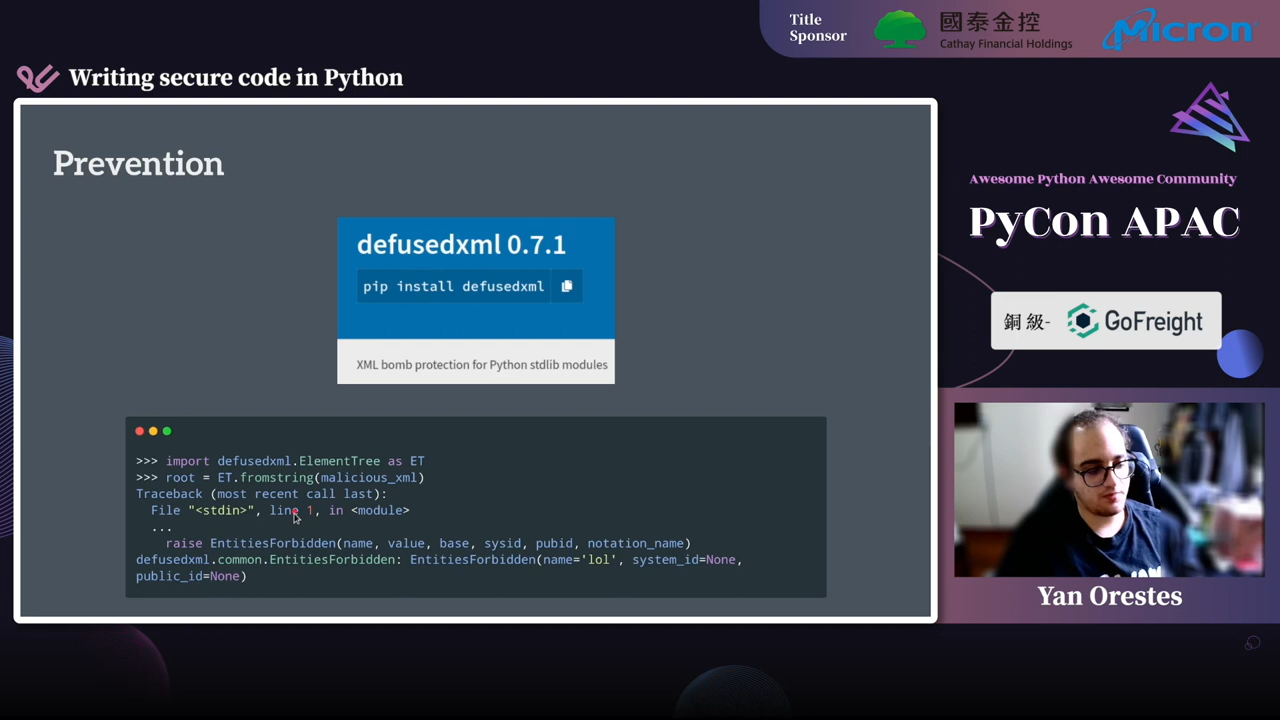 Title
Sponsor
國泰金控
Cathay Financial Holdings
Micron
Writing secure code in Python
Prevention
defusedxml 0.7.1
pip install defusedxml
XML bomb protection for Python stdlib modules
>>> import defusedxml.ElementTree as ET
>>> root = ET.fromstring(malicious_xml)
Traceback (most recent call last):
  File "<stdin>", line 1, in <module>
  ...
    raise EntitiesForbidden(name, value, base, sysid, pubid, notation_name)
defusedxml.common.EntitiesForbidden: EntitiesForbidden(name='lol', system_id=None,
public_id=None)
Awesome Python Awesome Community
PyCon APAC
銅級- GoFreight
Yan Orestes